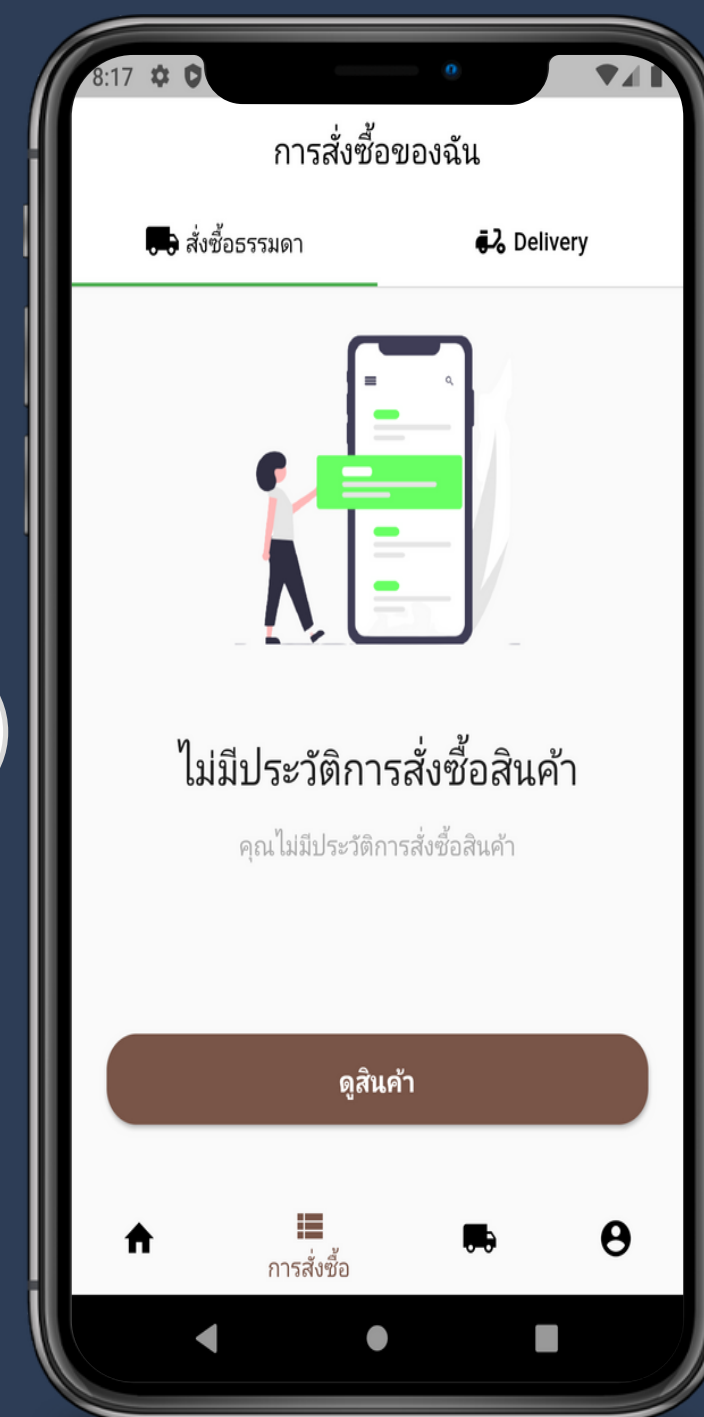 8:17
การสั่งซื้อของฉัน
สั่งซื้อธรรมดา
Delivery
ไม่มีประวัติการสั่งซื้อสินค้า
คุณไม่มีประวัติการสั่งซื้อสินค้า
ดูสินค้า
การสั่งซื้อ